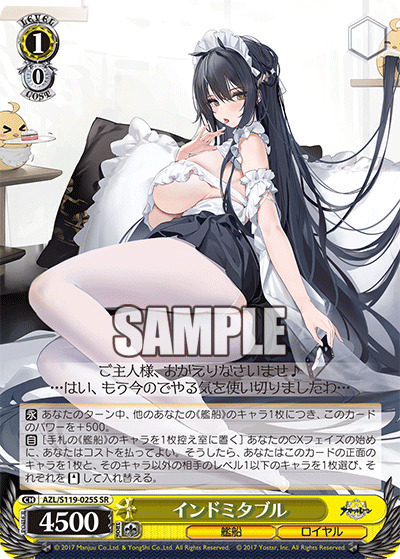 LEVEL
1
0
COST
SAMPLE
ご主人様、おかえりなさいませ♪
…はい、もう今のでやる気を使い切りましたわ…
永 あなたのターン中、他のあなたの《艦船》のキャラ1枚につき、このカード
のパワーを+500。
自 [手札の《艦船》のキャラを1枚控え室に置く] あなたのCXフェイズの始め
に、あなたはコストを払ってよい。そうしたら、あなたはこのカードの正面の
キャラを1枚と、そのキャラ以外の相手のレベル1以下のキャラを1枚選び、そ
れぞれを【】して入れ替える。
CH AZL/S119-025S SR
アズールレーン
4500
インドミタブル
艦船
ロイヤル
© 2017 Manjuu Co.,Ltd. & YongShi Co.,Ltd. All Rights Reserved. © 2017 Yostar, Inc. All Rights Reserved.